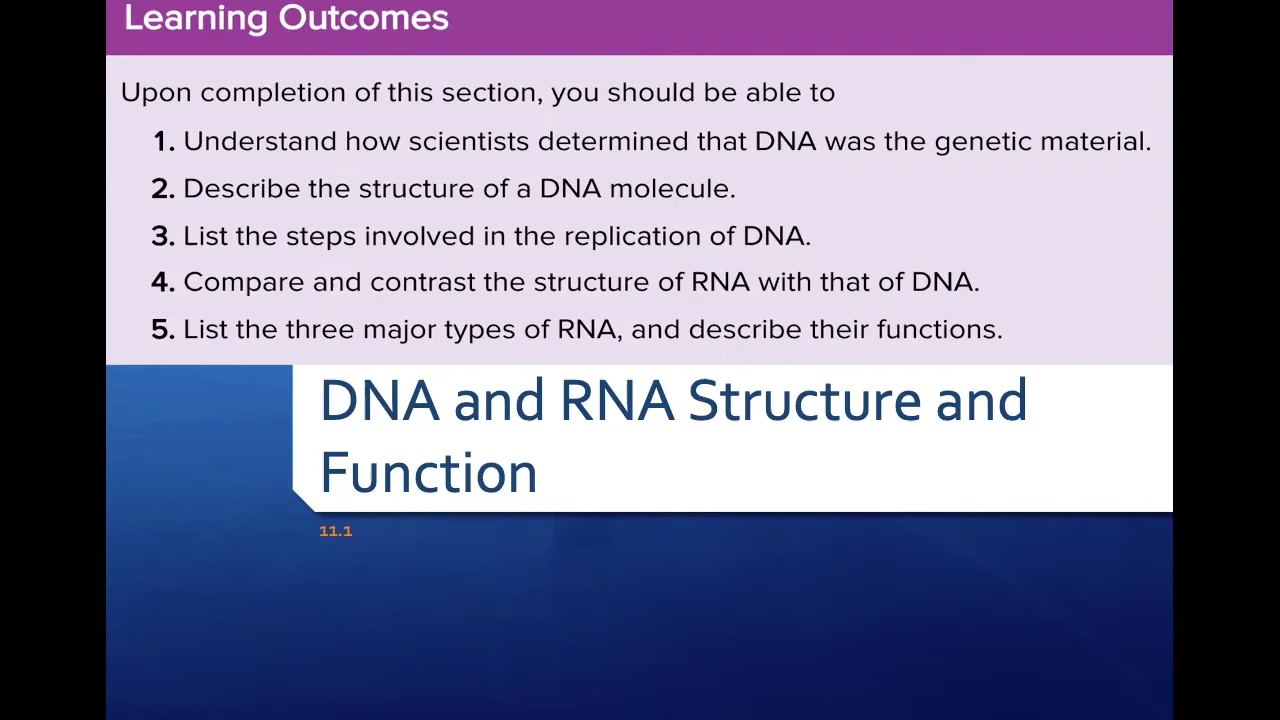 Learning Outcomes
Upon completion of this section, you should be able to
1. Understand how scientists determined that DNA was the genetic material.
2. Describe the structure of a DNA molecule.
3. List the steps involved in the replication of DNA.
4. Compare and contrast the structure of RNA with that of DNA.
5. List the three major types of RNA, and describe their functions.
DNA and RNA Structure and
Function
11.1